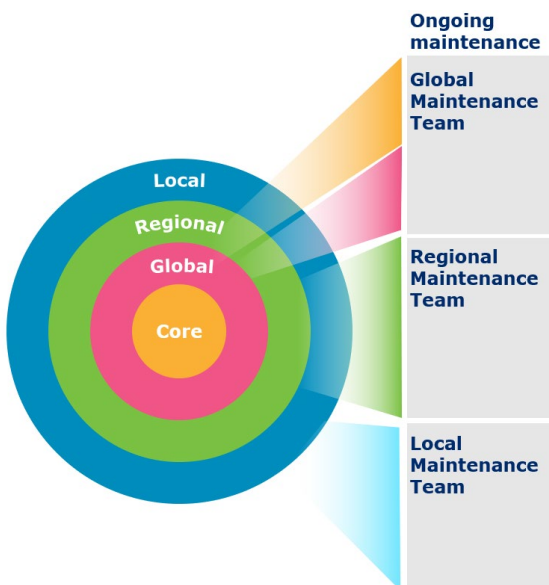 Ongoing
maintenance
Global
Maintenance
Team
Local
Regional
Global
Core
Regional
Maintenance
Team
Local
Maintenance
Team